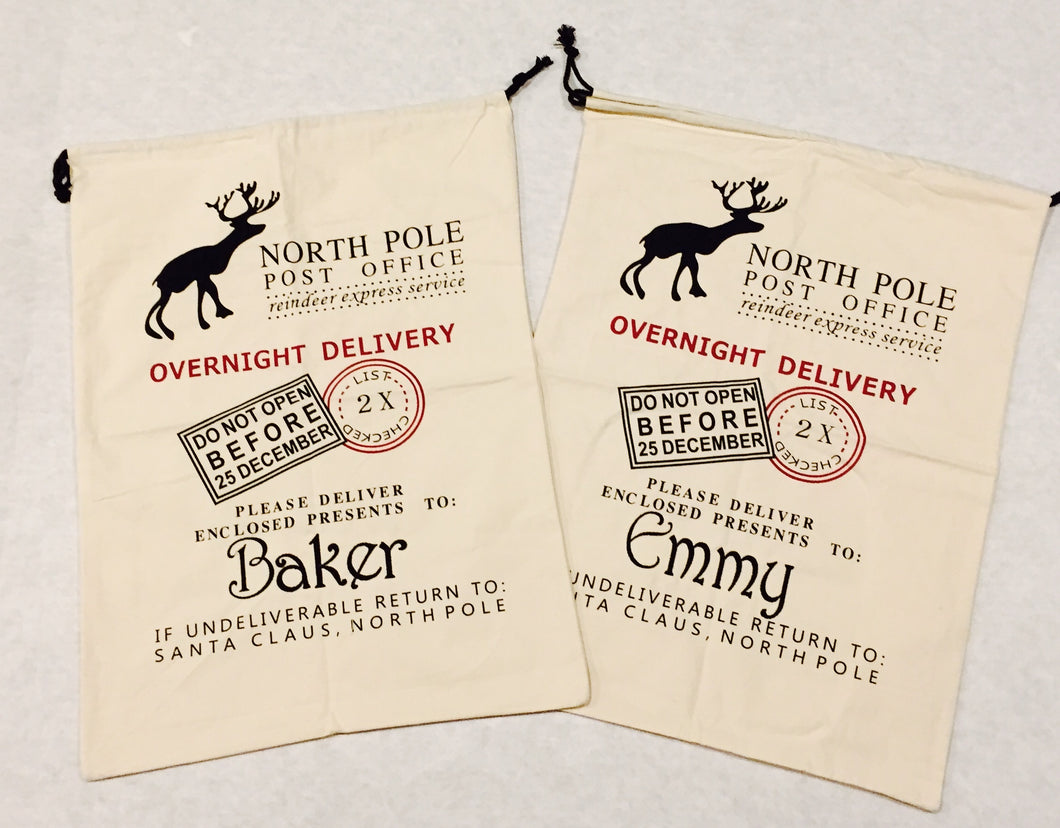 NORTH POLE
POST OFFICE
reindeer express service
OVERNIGHT DELIVERY
DO NOT OPEN
BEFORE
25 DECEMBER
LIST
2 X
CHECKED
PLEASE DELIVER
ENCLOSED PRESENTS TO:
Baker
IF UNDELIVERABLE RETURN TO:
SANTA CLAUS, NORTH POLE
NORTH POLE
POST OFFICE
reindeer express service
OVERNIGHT DELIVERY
DO NOT OPEN
BEFORE
25 DECEMBER
LIST
2 X
CHECKED
PLEASE DELIVER
ENCLOSED PRESENTS TO:
Emmy
UNDELIVERABLE RETURN TO:
TA CLAUS, NORTH POLE